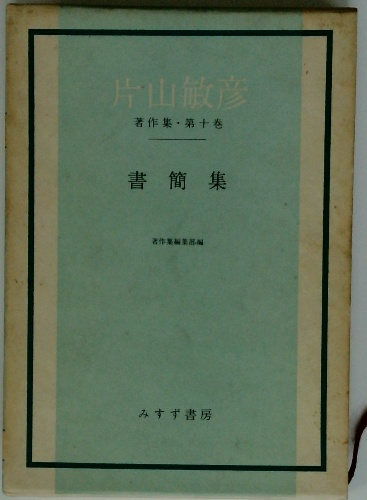 片山敏彦
著作集・第十巻
書簡集
著作集編集部編
みすず書房